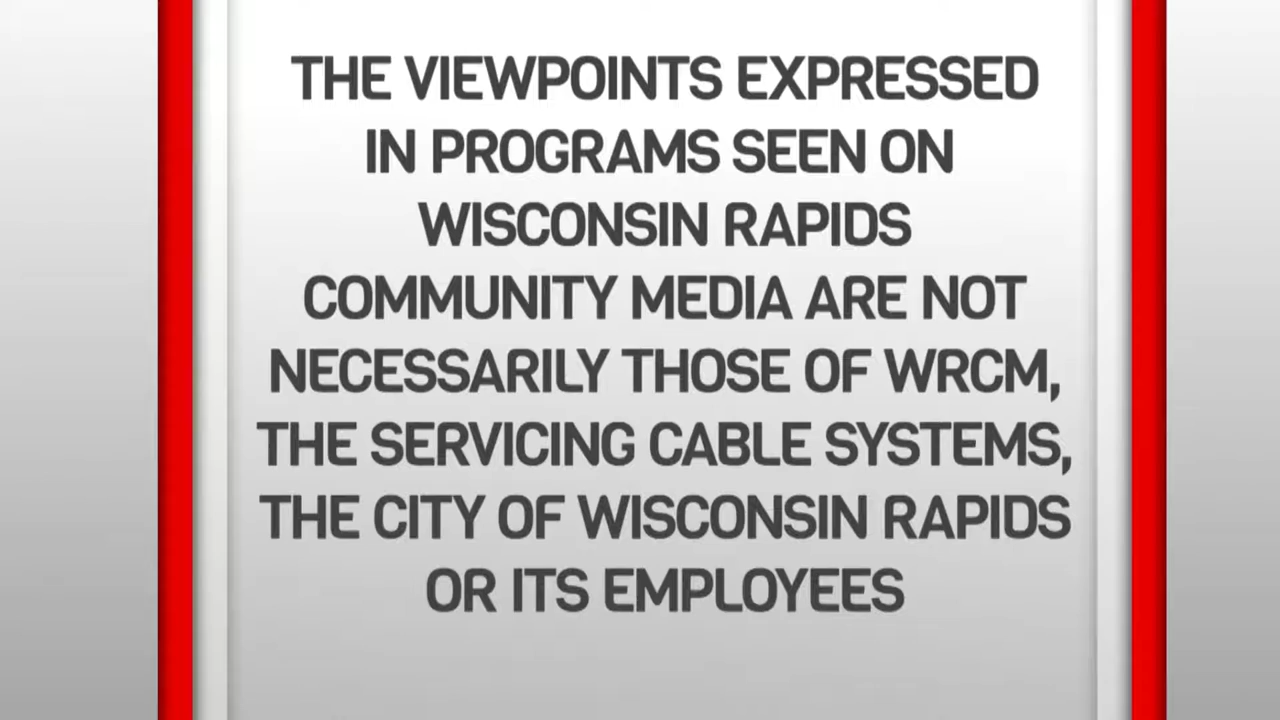 THE VIEWPOINTS EXPRESSED
IN PROGRAMS SEEN ON
WISCONSIN RAPIDS
COMMUNITY MEDIA ARE NOT
NECESSARILY THOSE OF WRCM,
THE SERVICING CABLE SYSTEMS,
THE CITY OF WISCONSIN RAPIDS
OR ITS EMPLOYEES